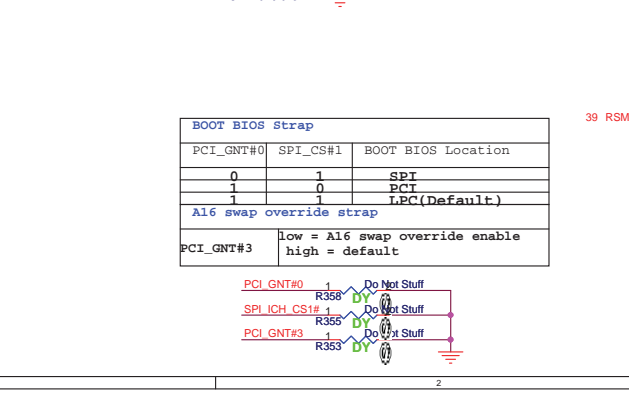 39 RSM
BOOT BIOS Strap
PCI_GNT#0 SPI_CS#1 BOOT BIOS Location
0 1 SPI
1 0 PCI
1 1 LPC(Default)
A16 swap override strap
PCI_GNT#3 low = A16 swap override enable
high = default
PCI_GNT#0 1 Do Not Stuff
R358 DY
SPI_ICH_CS1# 1 Do Not Stuff
R355 DY
PCI_GNT#3 1 Do Not Stuff
R353 DY
2